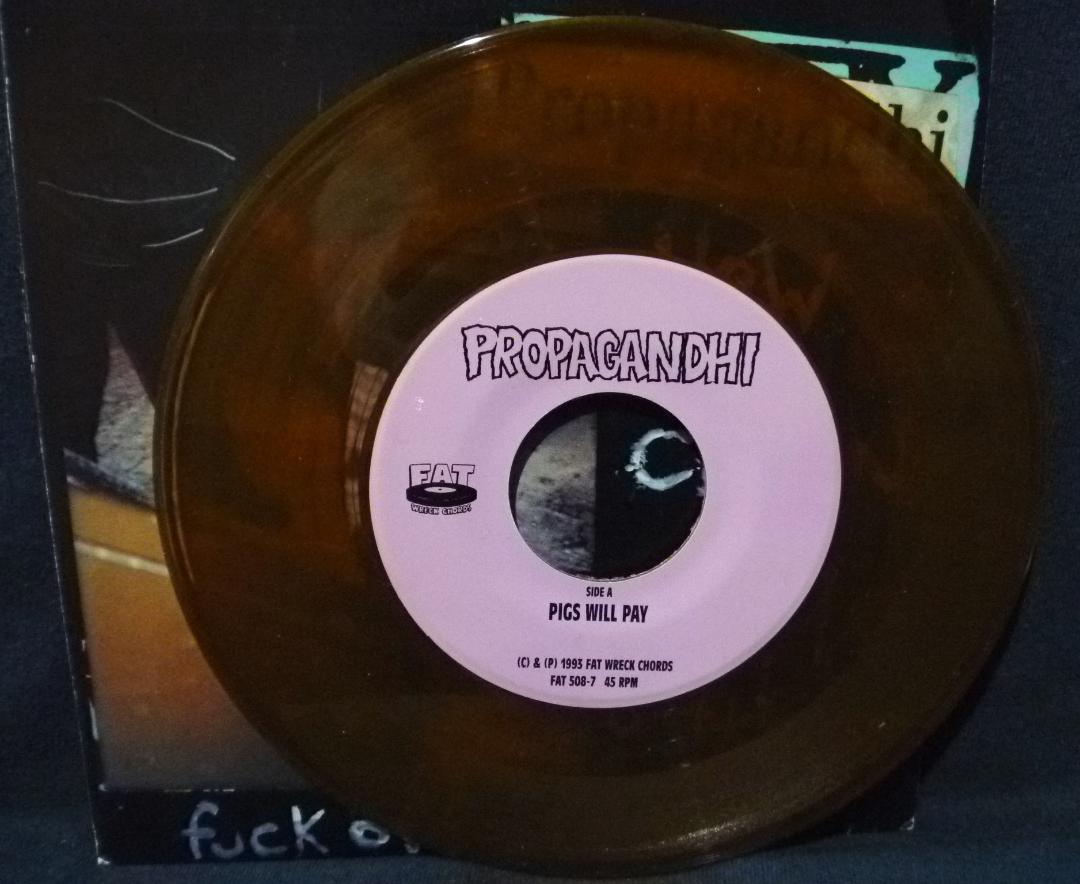 PROPAGANDHI
FAT
WRECK CHORDS
SIDE A
PIGS WILL PAY
(C) & (P) 1993 FAT WRECK CHORDS
FAT 508-7 45 RPM
fuck